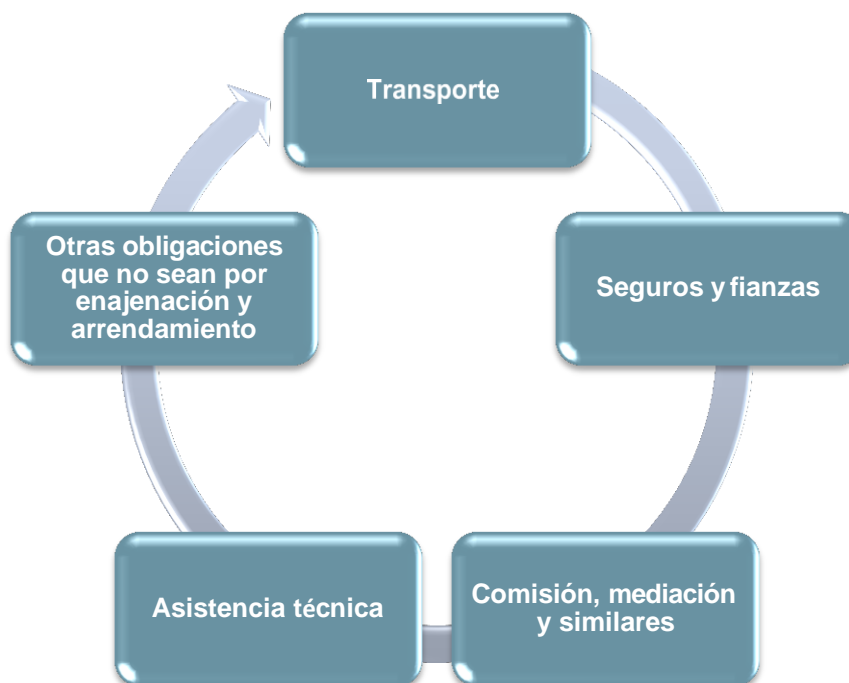 Transporte
Seguros y fianzas
Comisión, mediación
y similares
Asistencia técnica
Otras obligaciones
que no sean por
enajenación y
arrendamiento